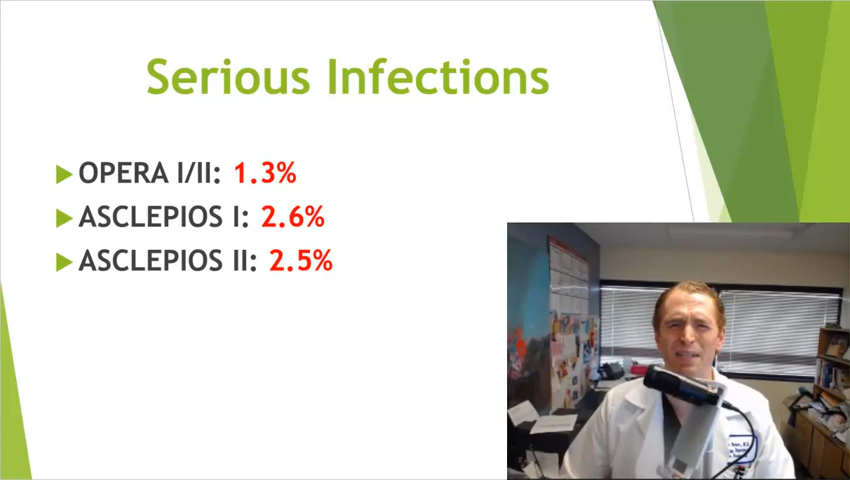 Serious Infections
OPERA I/II: 1.3%
ASCLEPIOS I: 2.6%
ASCLEPIOS II: 2.5%